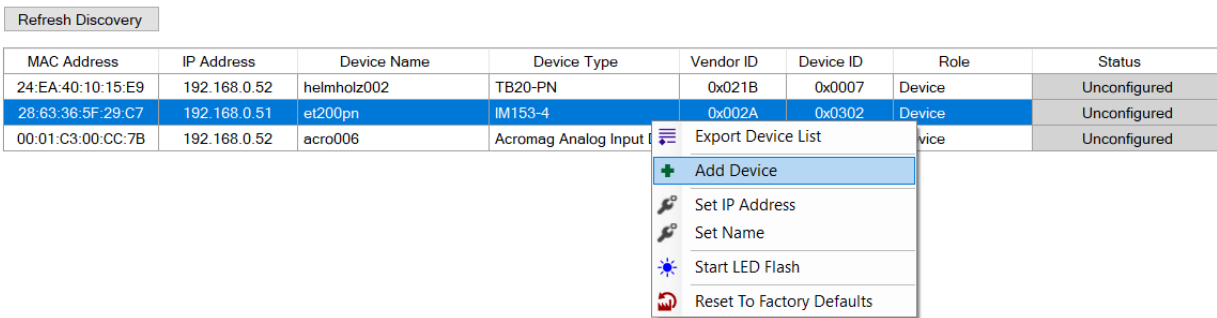 Refresh Discovery
MAC Address IP Address Device Name Device Type Vendor ID Device ID Role Status
24:EA:40:10:15:E9 192.168.0.52 helmholz002 TB20-PN 0x021B 0x0007 Device Unconfigured
28:63:36:5F:29:C7 192.168.0.51 et200pn IM153-4 0x002A 0x0302 Device Unconfigured
00:01:C3:00:CC:7B 192.168.0.52 acro006 Acromag Analog Input vice Unconfigured
Export Device List
Add Device
Set IP Address
Set Name
Start LED Flash
Reset To Factory Defaults